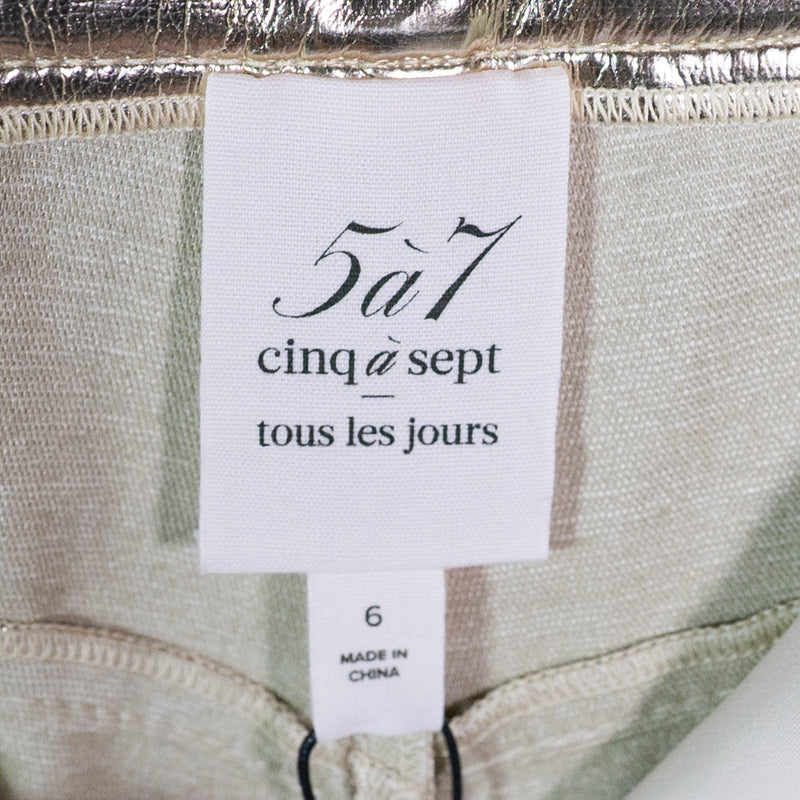 5à7
cinq à sept
—
tous les jours
6
MADE IN
CHINA